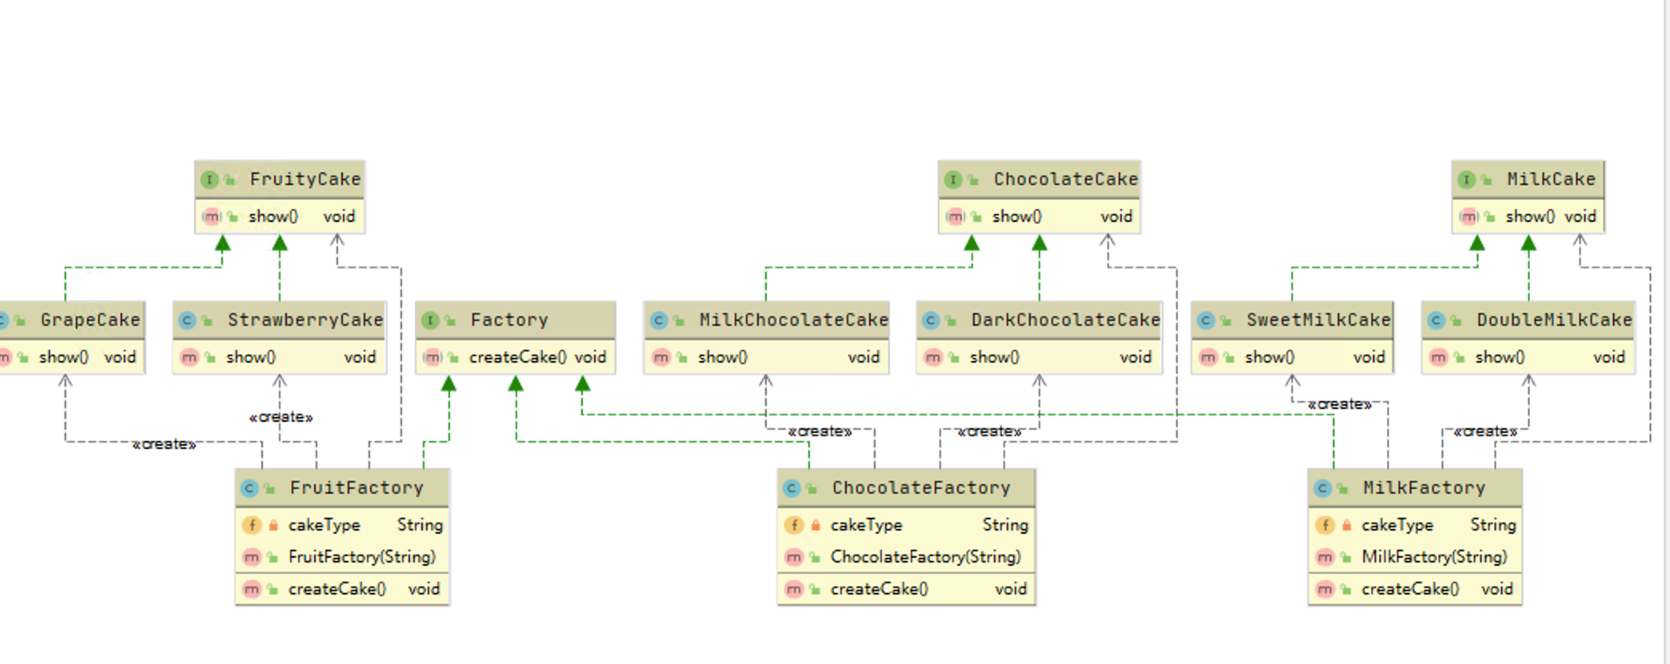 FruityCake
show() void
ChocolateCake
show() void
MilkCake
show() void
GrapeCake
show() void
StrawberryCake
show() void
Factory
createCake() void
MilkChocolateCake
show() void
DarkChocolateCake
show() void
SweetMilkCake
show() void
DoubleMilkCake
show() void
«create»
«create»
«create»
«create»
«create»
«create»
FruitFactory
cakeType String
FruitFactory(String)
createCake() void
ChocolateFactory
cakeType String
ChocolateFactory(String)
createCake() void
MilkFactory
cakeType String
MilkFactory(String)
createCake() void